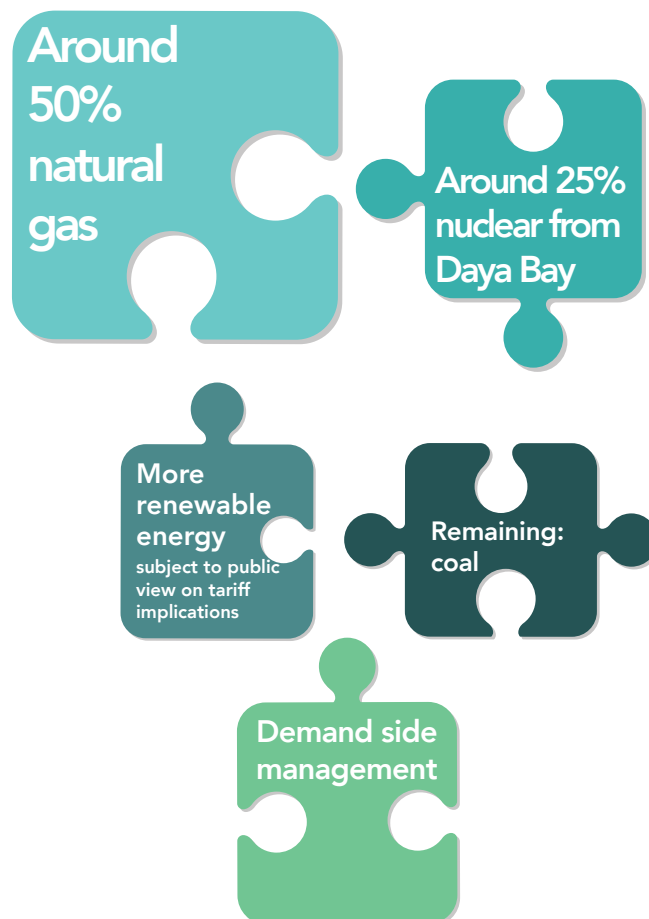 Around
50%
natural
gas
Around 25%
nuclear from
Daya Bay
More
renewable
energy
subject to public
view on tariff
implications
Remaining:
coal
Demand side
management